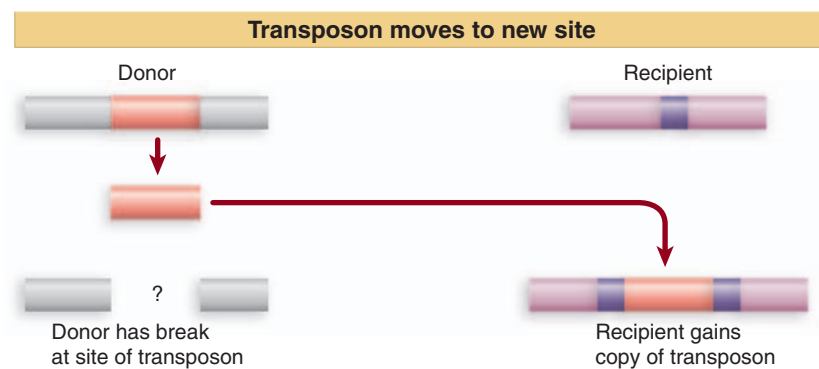 Transposon moves to new site
Donor
Recipient
?
Donor has break
at site of transposon
Recipient gains
copy of transposon